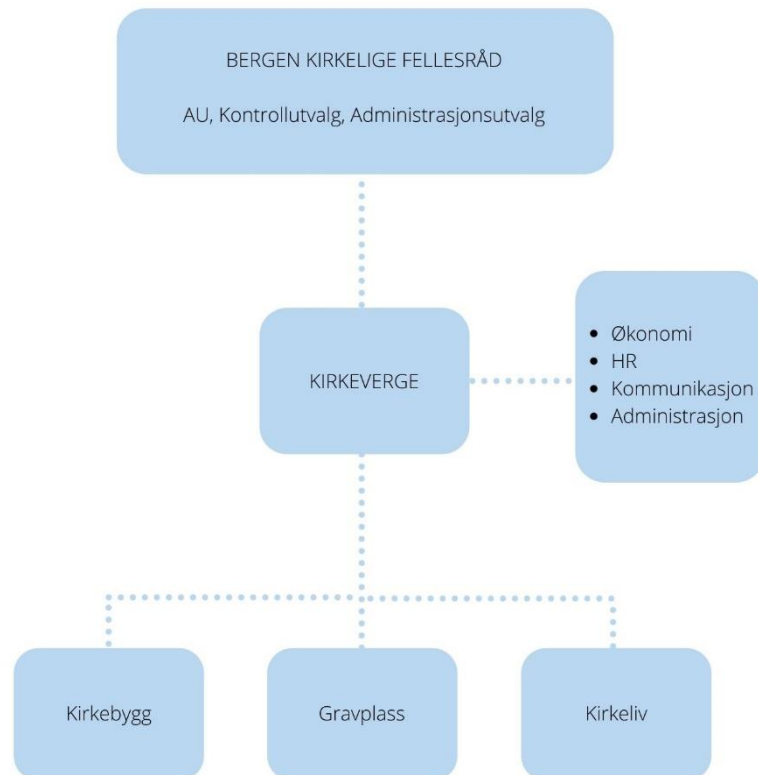 BERGEN KIRKELIGE FELLESRÅD
AU, Kontrollutvalg, Administrasjonsutvalg
KIRKEVERGE
• Økonomi
• HR
• Kommunikasjon
• Administrasjon
Kirkebygg
Gravplass
Kirkeliv